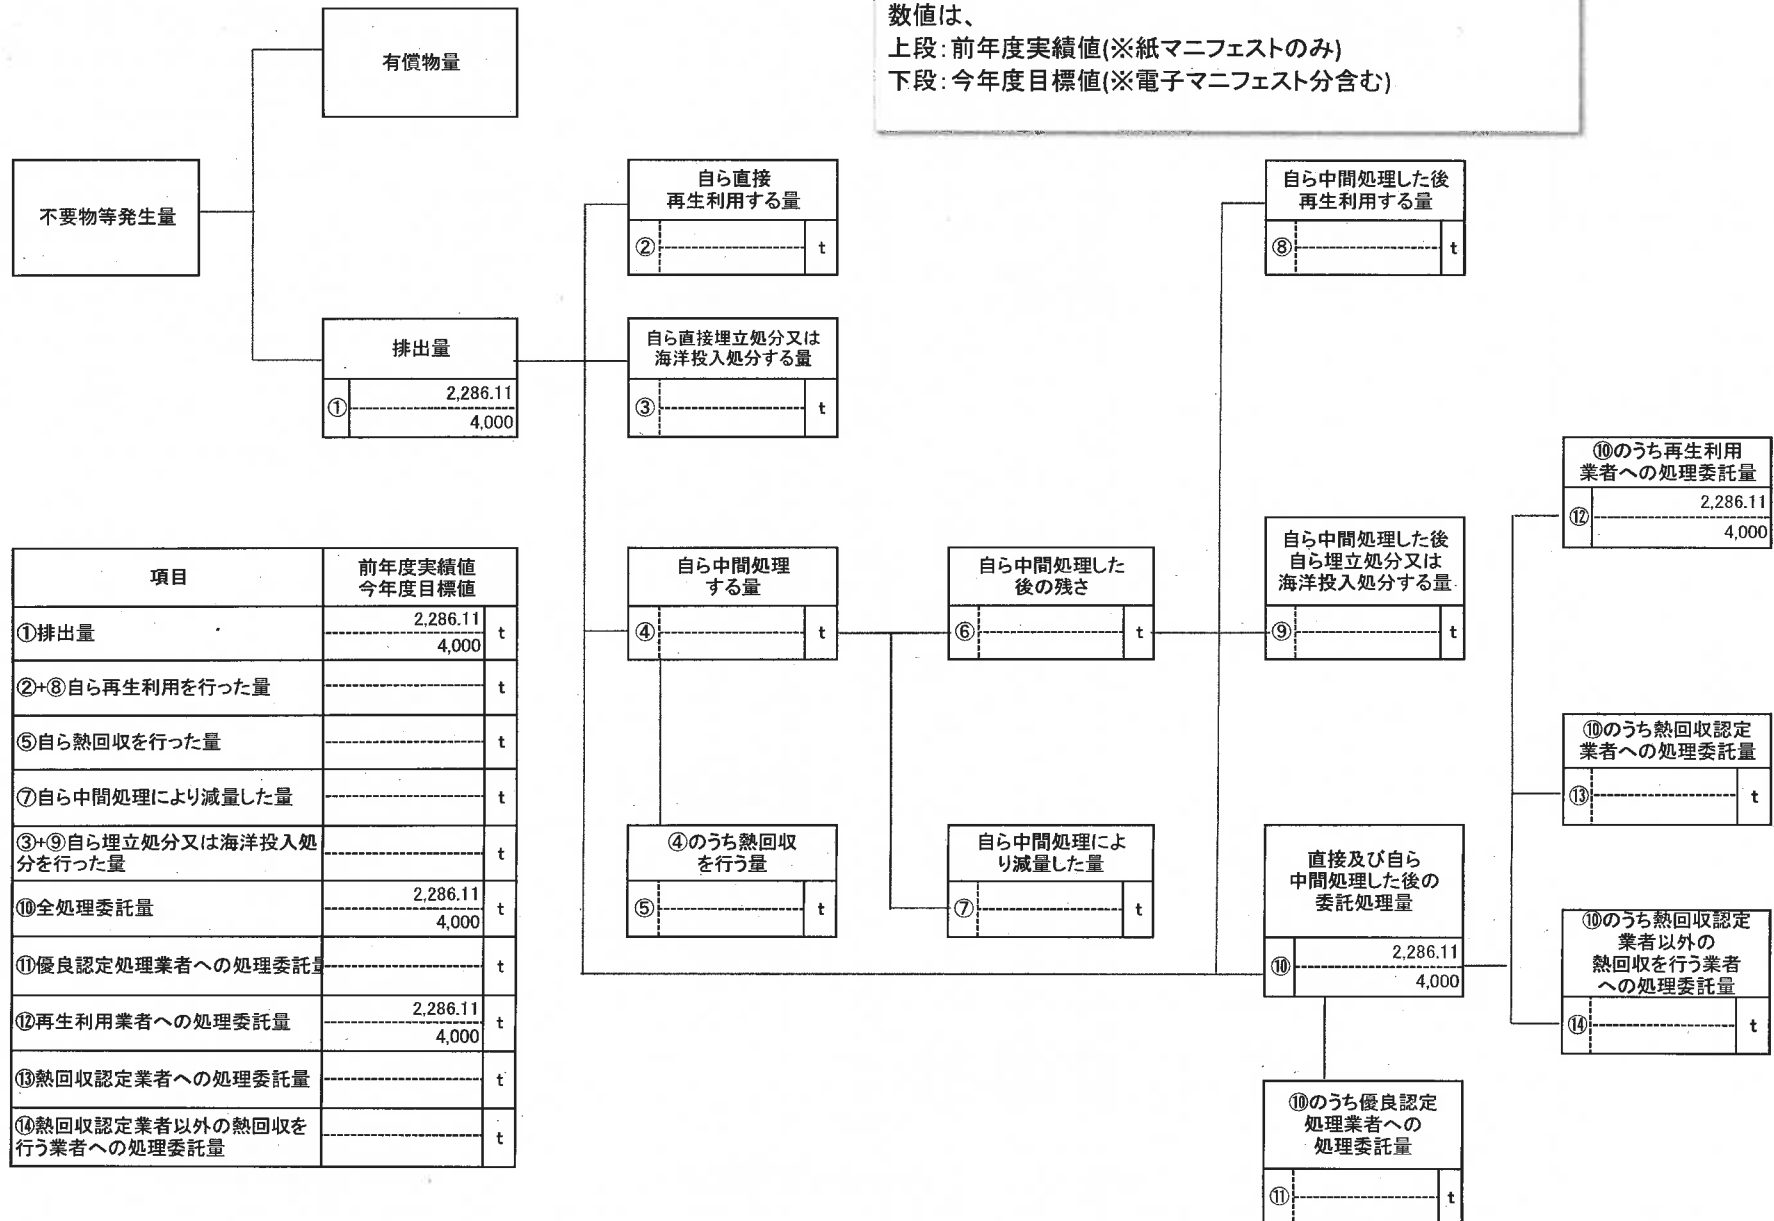 数値は、
上段:前年度実績値(※紙マニフェストのみ)
下段:今年度目標値(※電子マニフェスト分含む)
有償物量
不要物等発生量
排出量
①
2,286.11
4,000
自ら直接
再生利用する量
②
t
自ら直接埋立処分又は
海洋投入処分する量
③
t
自ら中間処理
する量
④
t
④のうち熱回収
を行う量
⑤
t
自ら中間処理した
後の残さ
⑥
t
自ら中間処理によ
り減量した量
⑦
t
自ら中間処理した後
再生利用する量
⑧
t
自ら中間処理した後
自ら埋立処分又は
海洋投入処分する量
⑨
t
直接及び自ら
中間処理した後の
委託処理量
⑩
2,286.11
4,000
⑩のうち優良認定
処理業者への
処理委託量
⑪
t
⑩のうち再生利用
業者への処理委託量
⑫
2,286.11
4,000
⑩のうち熱回収認定
業者への処理委託量
⑬
t
⑩のうち熱回収認定
業者以外の
熱回収を行う業者
への処理委託量
⑭
t
項目
前年度実績値
今年度目標値
①排出量
2,286.11
4,000
t
②+⑧自ら再生利用を行った量
t
⑤自ら熱回収を行った量
t
⑦自ら中間処理により減量した量
t
③+⑨自ら埋立処分又は海洋投入処
分を行った量
t
⑩全処理委託量
2,286.11
4,000
t
⑪優良認定処理業者への処理委託量
t
⑫再生利用業者への処理委託量
2,286.11
4,000
t
⑬熱回収認定業者への処理委託量
t
⑭熱回収認定業者以外の熱回収を
行う業者への処理委託量
t